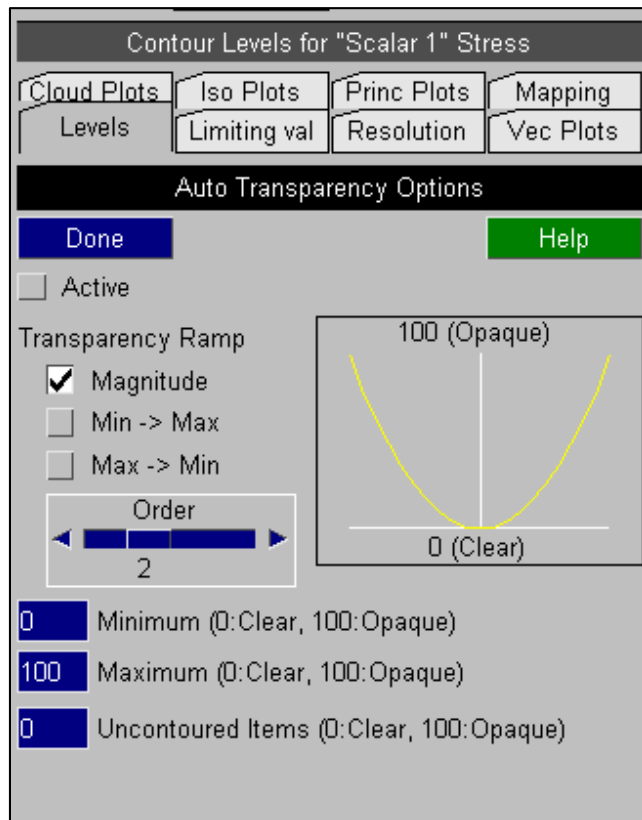 Contour Levels for "Scalar 1" Stress
Cloud Plots Iso Plots Princ Plots Mapping
Levels Limiting val Resolution Vec Plots
Auto Transparency Options
Done Help
Active
Transparency Ramp
Magnitude
Min -> Max
Max -> Min
Order
2
100 (Opaque)
0 (Clear)
0 Minimum (0:Clear, 100:Opaque)
100 Maximum (0:Clear, 100:Opaque)
0 Uncontoured Items (0:Clear, 100:Opaque)